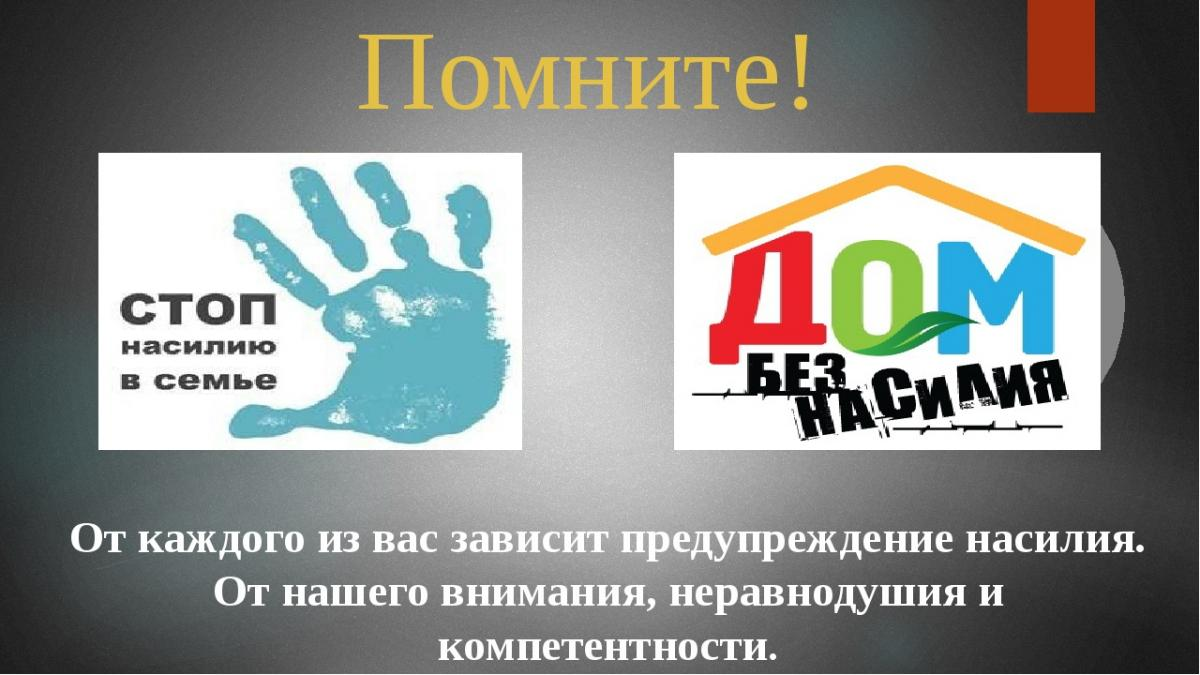 Помните!
СТОП
насилию
в семье
ДОМ
БЕЗ
НАСИЛИЯ
От каждого из вас зависит предупреждение насилия.
От нашего внимания, неравнодушия и
компетентности.